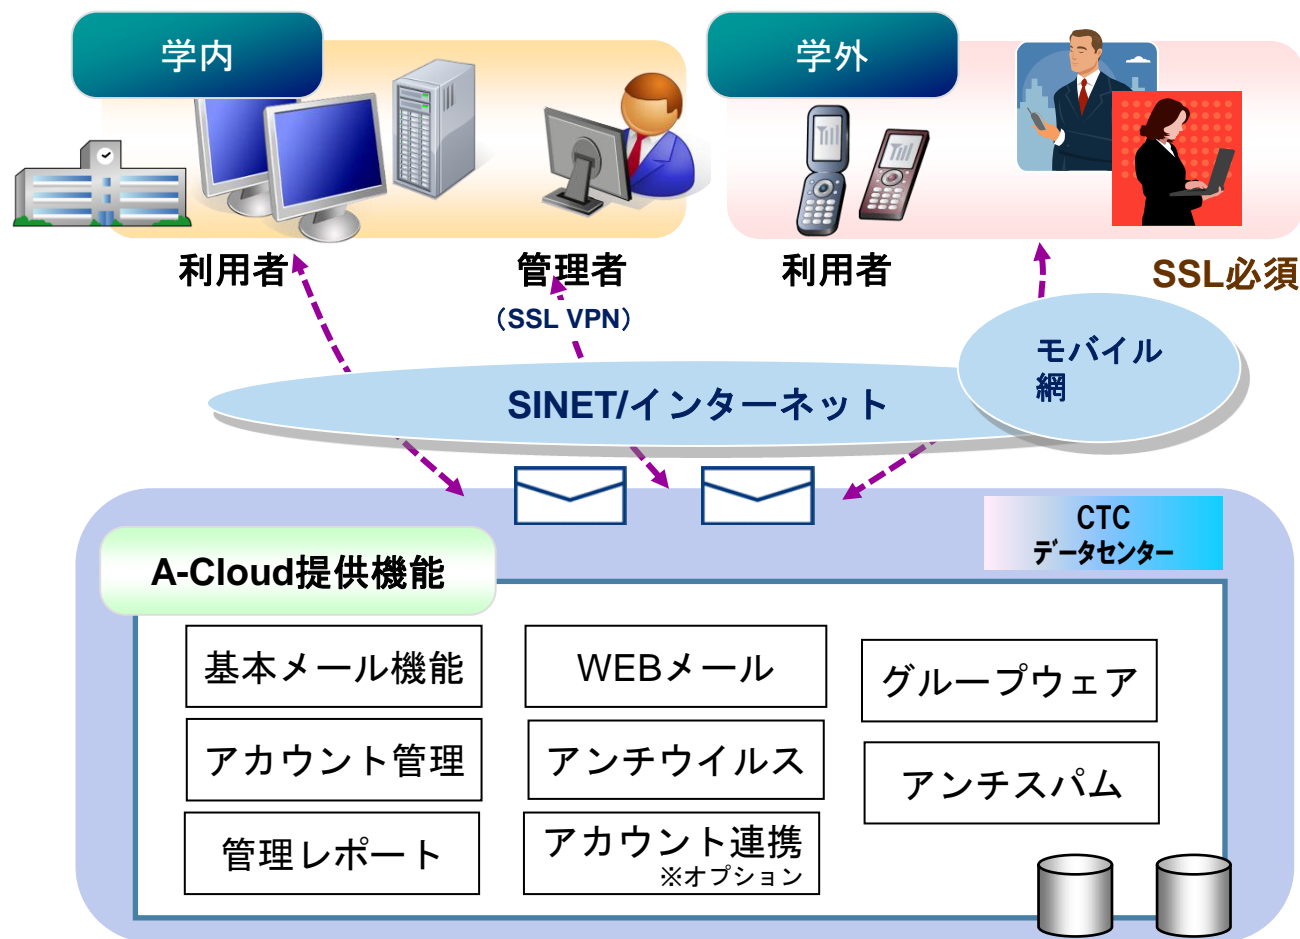 学内
学外
利用者
管理者
利用者
SSL必須
（SSL VPN）
モバイル
網
SINET/インターネット
CTC
データセンター
A-Cloud提供機能
基本メール機能
WEBメール
グループウェア
アカウント管理
アンチウイルス
アンチスパム
管理レポート
アカウント連携
※オプション